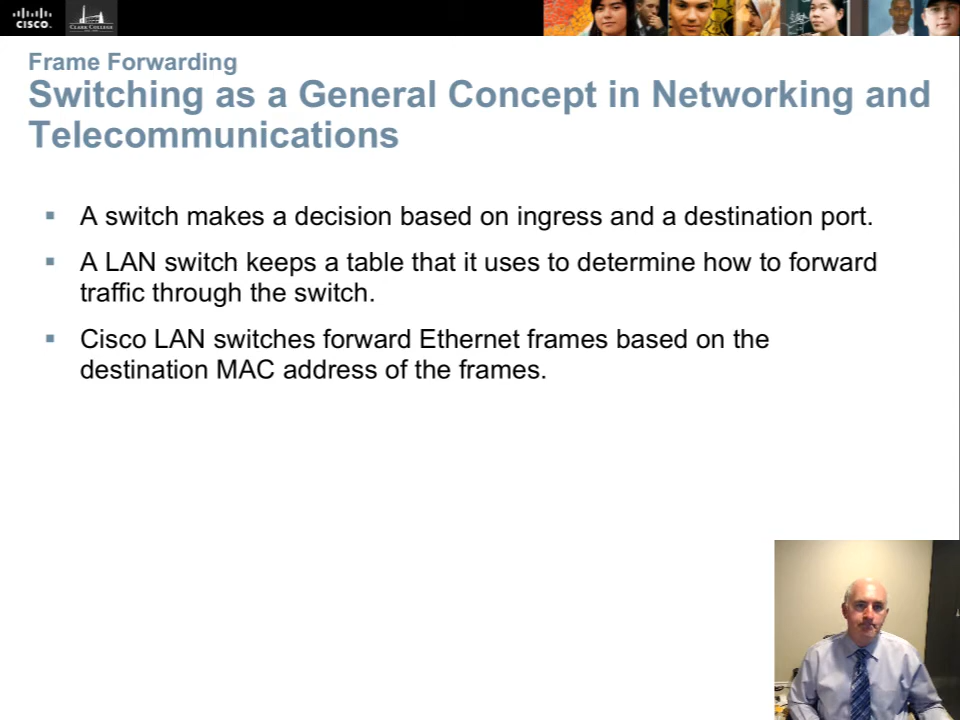 CISCO.
CLARK COLLEGE
Frame Forwarding
Switching as a General Concept in Networking and
Telecommunications
▪ A switch makes a decision based on ingress and a destination port.
▪ A LAN switch keeps a table that it uses to determine how to forward
traffic through the switch.
▪ Cisco LAN switches forward Ethernet frames based on the
destination MAC address of the frames.